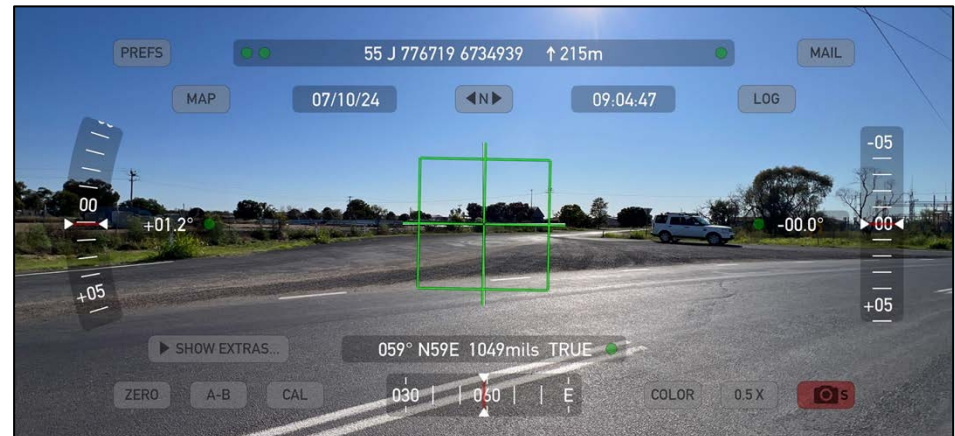 PREFS
55 J 776719 6734939 ↑ 215m
MAIL
MAP
07/10/24
◀N▶
09:04:47
LOG
-05
00
+01.2°
-00.0°
00
+05
+05
▶ SHOW EXTRAS...
059° N59E 1049mils TRUE
ZERO
A-B
CAL
030 060 E
COLOR
0.5 X
S